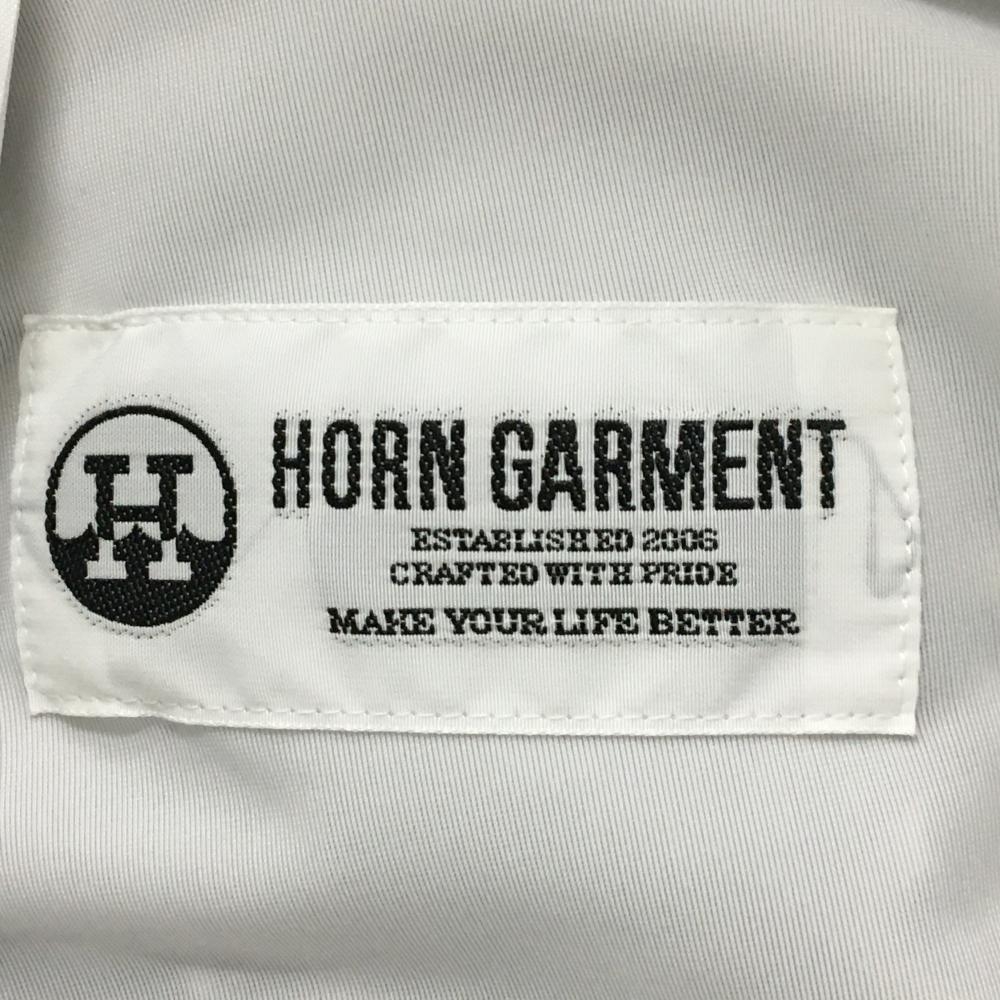 H
HORN GARMENT
ESTABLISHED 2006
CRAFTED WITH PRIDE
MAKE YOUR LIFE BETTER